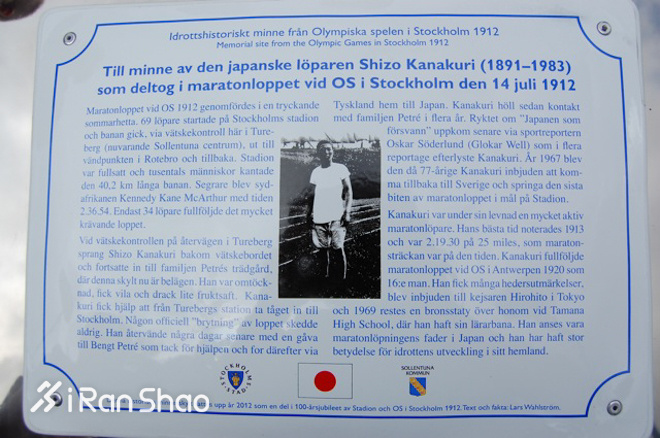 Idrottshistoriskt minne från Olympiska spelen i Stockholm 1912
Memorial site from the Olympic Games in Stockholm 1912
Till minne av den japanske löparen Shizo Kanakuri (1891–1983)
som deltog i maratonloppet vid OS i Stockholm den 14 juli 1912
Maratonloppet vid OS 1912 genomfördes i en tryckande
sommarhetta. 69 löpare startade på Stockholms stadion
och banan gick, via vätskekontroll här i Ture-
berg (nuvarande Sollentuna centrum), ut till
vändpunkten i Rotebro och tillbaka. Stadion
var fullsatt och tusentals människor kantade
den 40,2 km långa banan. Segrare blev syd-
afrikanen Kennedy Kane McArthur med tiden
2.36.54. Endast 34 löpare fullföljde det mycket
krävande loppet.
Vid vätskekontrollen på återvägen i Tureberg
sprang Shizo Kanakuri bakom vätskebordet
och fortsatte in till familjen Petrés trädgård,
där denna skylt nu är belägen. Han var omtöck-
nad, fick vila och drack lite fruktsaft. Kana-
kuri fick hjälp att från Turebergs station ta tåget in till
Stockholm. Någon officiell "brytning" av loppet skedde
aldrig. Han återvände några dagar senare med en gåva
till Bengt Petré som tack för hjälpen och for därefter via
Tyskland hem till Japan. Kanakuri höll sedan kontakt
med familjen Petré i flera år. Ryktet om "Japanen som
försvann" uppkom senare via sportreportern
Oskar Söderlund (Glokar Well) som i flera
reportage efterlyste Kanakuri. År 1967 blev
den då 77-årige Kanakuri inbjuden att kom-
ma tillbaka till Sverige och springa den sista
biten av maratonloppet i mål på Stadion.
Kanakuri var under sin levnad en mycket aktiv
maratonlöpare. Hans bästa tid noterades 1913
och var 2.19.30 på 25 miles, som maraton-
sträckan var på den tiden. Kanakuri fullföljde
maratonloppet vid OS i Antwerpen 1920 som
16:e man. Han fick många hedersutmärkelser,
blev inbjuden till kejsaren Hirohito i Tokyo
och 1969 restes en bronsstaty över honom vid Tamana
High School, där han haft sin lärarbana. Han anses vara
maratonlöpningens fader i Japan och han har haft stor
betydelse för idrottens utveckling i sitt hemland.
STOCKHOLMS
STAD
SOLLENTUNA
KOMMUN
upp år 2012 som en del i 100-årsjubileet av Stadion och OS i Stockholm 1912. Text och fakta: Lars Wahlström.
iRanShao